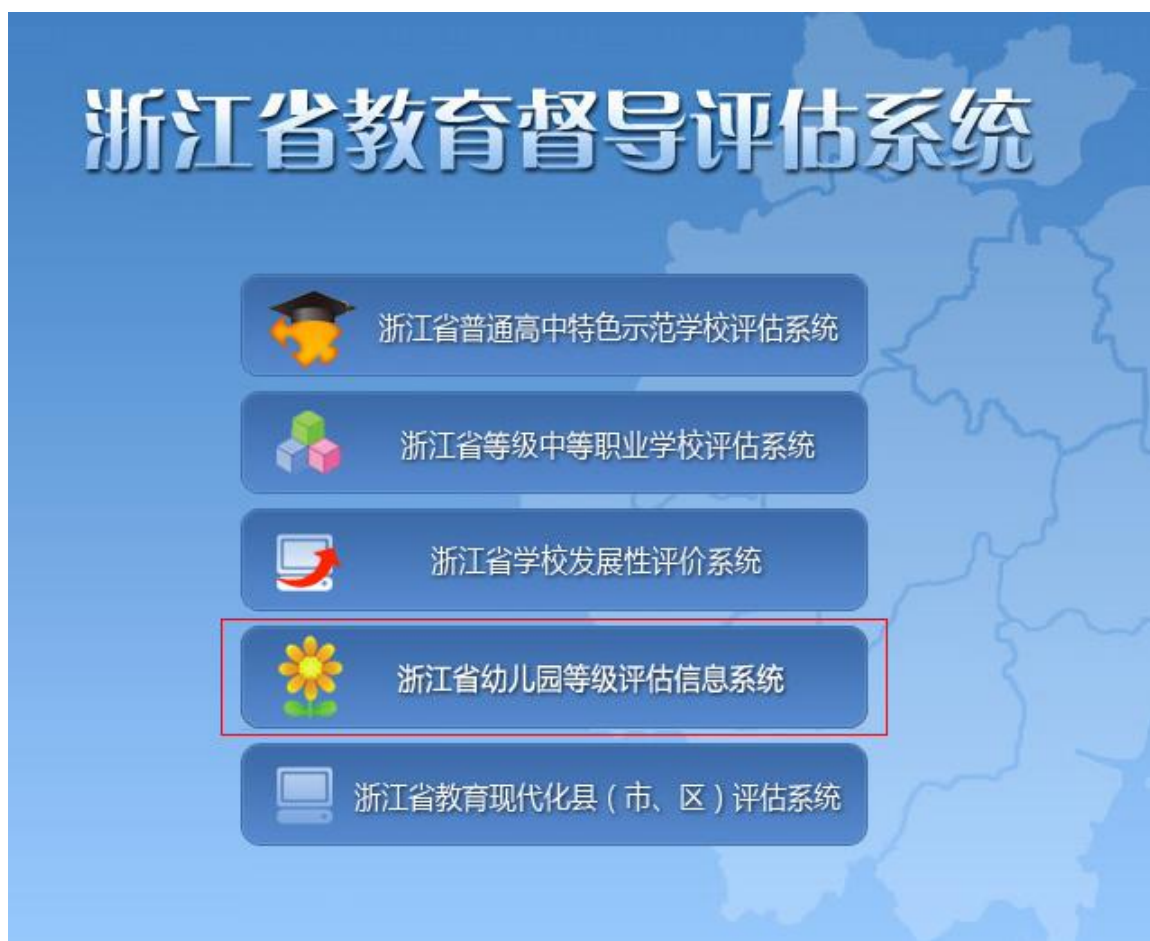 浙江省教育督导评估系统
浙江省普通高中特色示范学校评估系统
浙江省等级中等职业学校评估系统
浙江省学校发展性评价系统
浙江省幼儿园等级评估信息系统
浙江省教育现代化县（市、区）评估系统